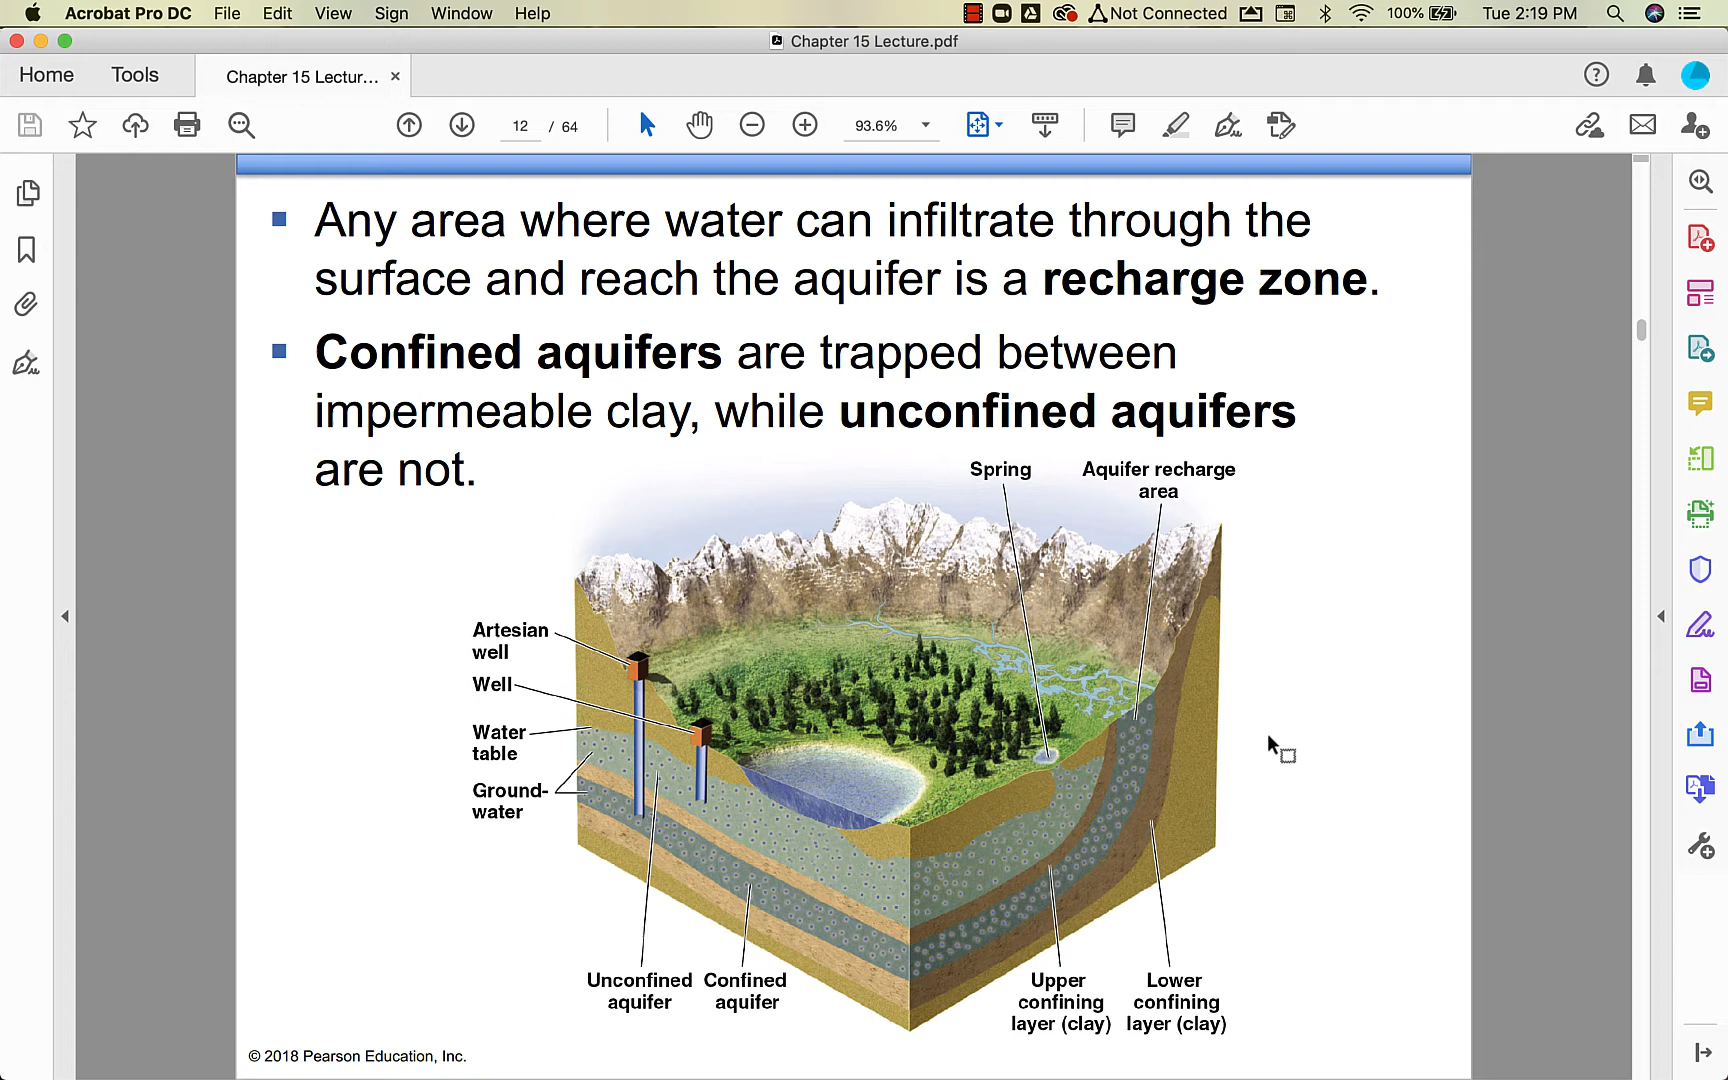 Acrobat Pro DC File Edit View Sign Window Help Not Connected 100% Tue 2:19 PM
Chapter 15 Lecture.pdf
Home Tools Chapter 15 Lectur... ×
12 / 64 93.6%
Any area where water can infiltrate through the
surface and reach the aquifer is a recharge zone.
Confined aquifers are trapped between
impermeable clay, while unconfined aquifers
are not.
Spring
Aquifer recharge
area
Artesian
well
Well
Water
table
Ground-
water
Unconfined
aquifer
Confined
aquifer
Upper
confining
layer (clay)
Lower
confining
layer (clay)
© 2018 Pearson Education, Inc.